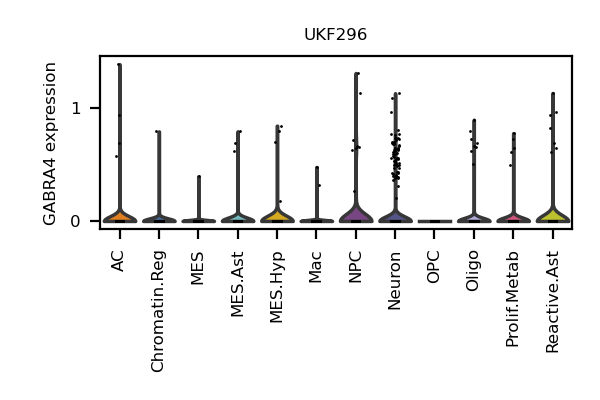 UKF296
GABRA4 expression
1
0
AC
Chromatin.Reg
MES
MES.Ast
MES.Hyp
Mac
NPC
Neuron
OPC
Oligo
Prolif.Metab
Reactive.Ast